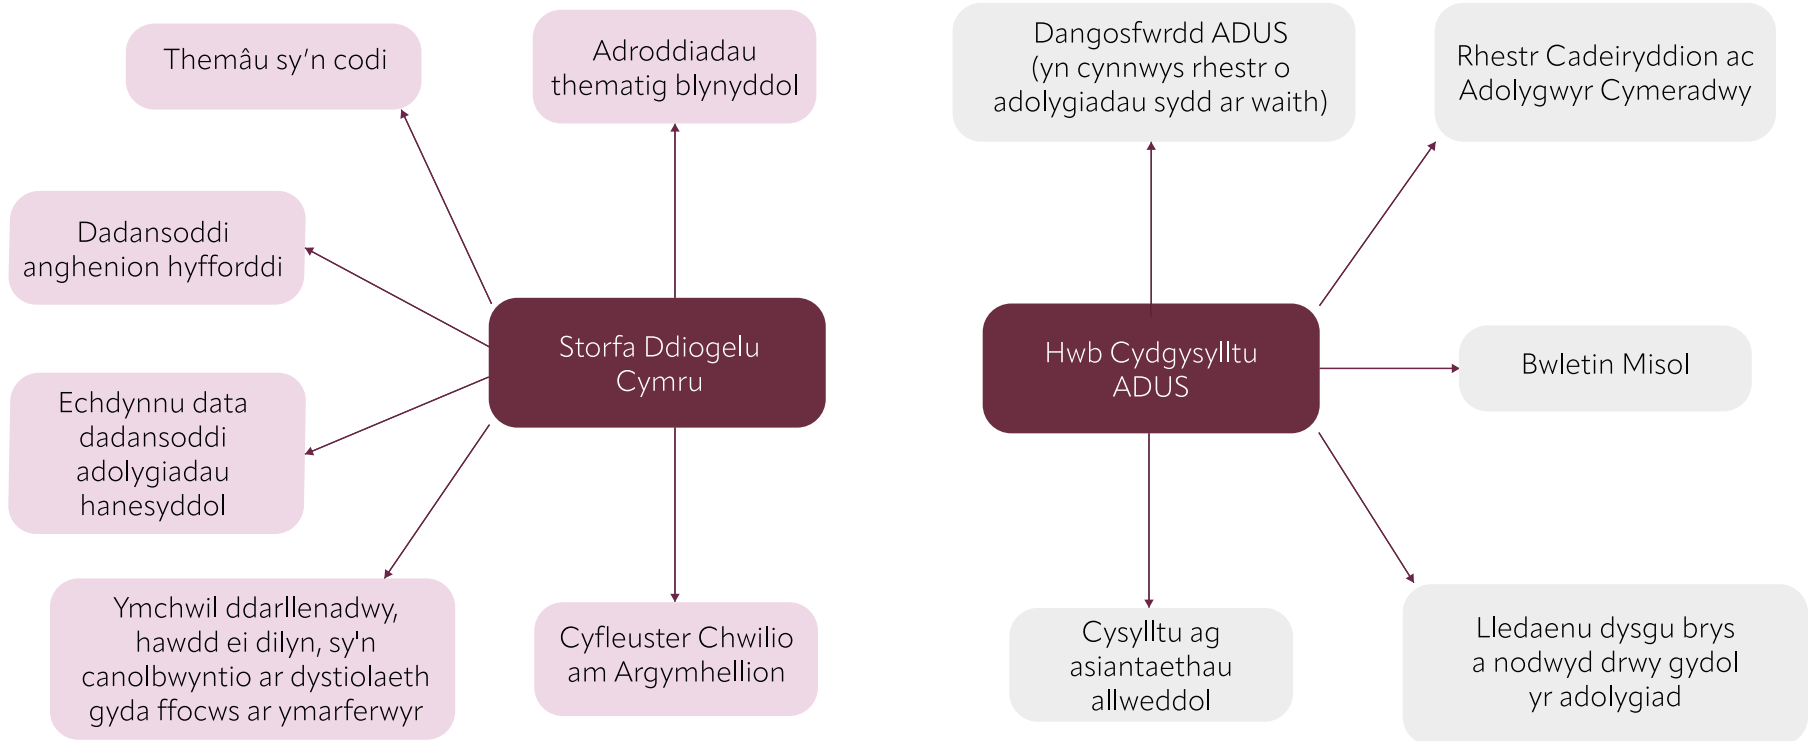 Themâu sy'n codi
Adroddiadau
thematig blynyddol
Dadansoddi
anghenion hyfforddi
Storfa Ddiogelu
Cymru
Echdynnu data
dadansoddi
adolygiadau
hanesyddol
Ymchwil ddarllenadwy,
hawdd ei dilyn, sy'n
canolbwyntio ar dystiolaeth
gyda ffocws ar ymarferwyr
Cyfleuster Chwilio
am Argymhellion
Dangosfwrdd ADUS
(yn cynnwys rhestr o
adolygiadau sydd ar waith)
Rhestr Cadeiryddion ac
Adolygwyr Cymeradwy
Hwb Cydgysylltu
ADUS
Bwletin Misol
Cysylltu ag
asiantaethau
allweddol
Lledaenu dysgu brys
a nodwyd drwy gydol
yr adolygiad